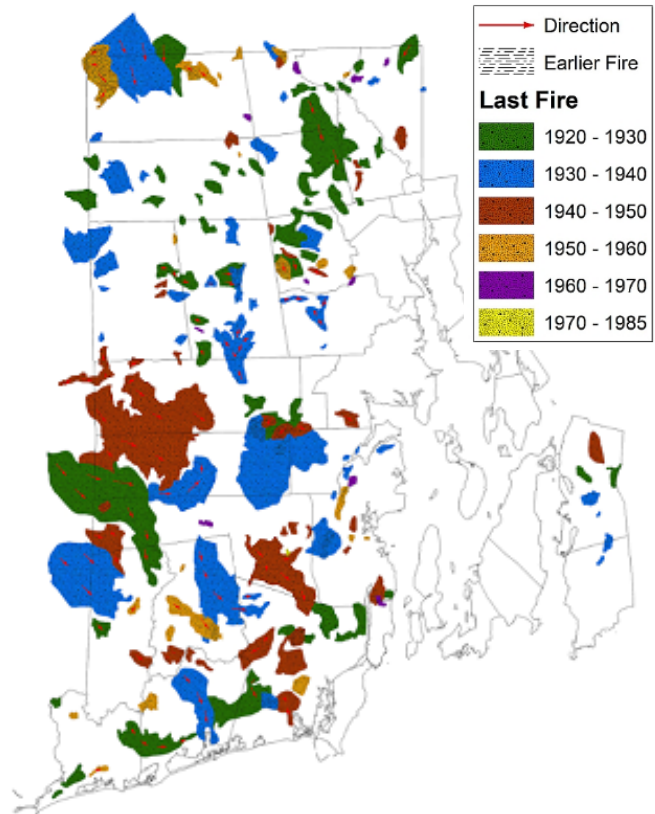 Direction
Earlier Fire
Last Fire
1920 - 1930
1930 - 1940
1940 - 1950
1950 - 1960
1960 - 1970
1970 - 1985